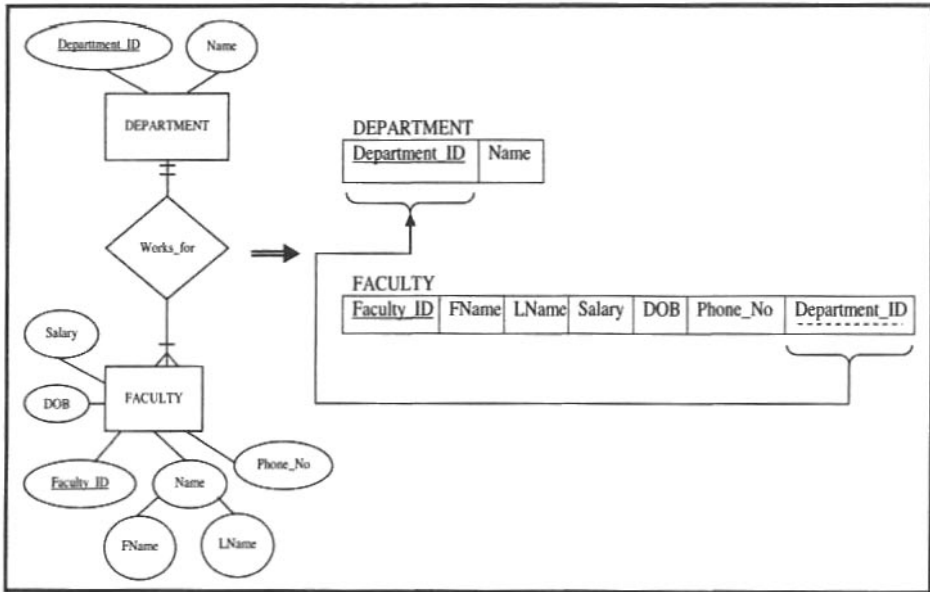 Departtment_ID
Name
DEPARTMENT
Works_for
Salary
DOB
FACULTY
Faculty_ID
Name
Phone_No
FName
LName
DEPARTMENT
Department_ID Name
FACULTY
Faculty_ID FName LName Salary DOB Phone_No Department_ID